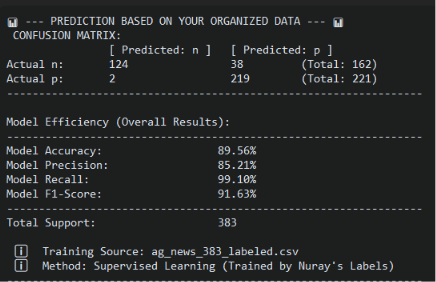 --- PREDICTION BASED ON YOUR ORGANIZED DATA ---
CONFUSION MATRIX:
[ Predicted: n ] [ Predicted: p ]
Actual n: 124 38 (Total: 162)
Actual p: 2 219 (Total: 221)
--------------------------------------------------------------
Model Efficiency (Overall Results):
--------------------------------------------------------------
Model Accuracy: 89.56%
Model Precision: 85.21%
Model Recall: 99.10%
Model F1-Score: 91.63%
--------------------------------------------------------------
Total Support: 383
i Training Source: ag_news_383_labeled.csv
i Method: Supervised Learning (Trained by Nuray's Labels)
--------------------------------------------------------------